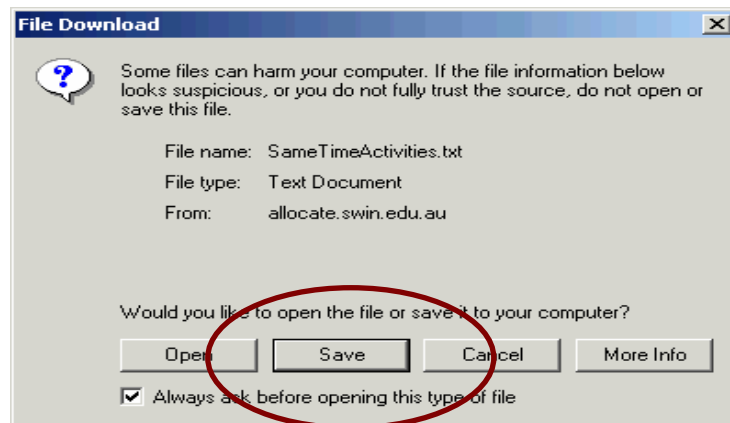 File Download
Some files can harm your computer. If the file information below
looks suspicious, or you do not fully trust the source, do not open or
save this file.
File name: SameTimeActivities.txt
File type: Text Document
From: allocate.swin.edu.au
Would you like to open the file or save it to your computer?
Open Save Cancel More Info
Always ask before opening this type of file